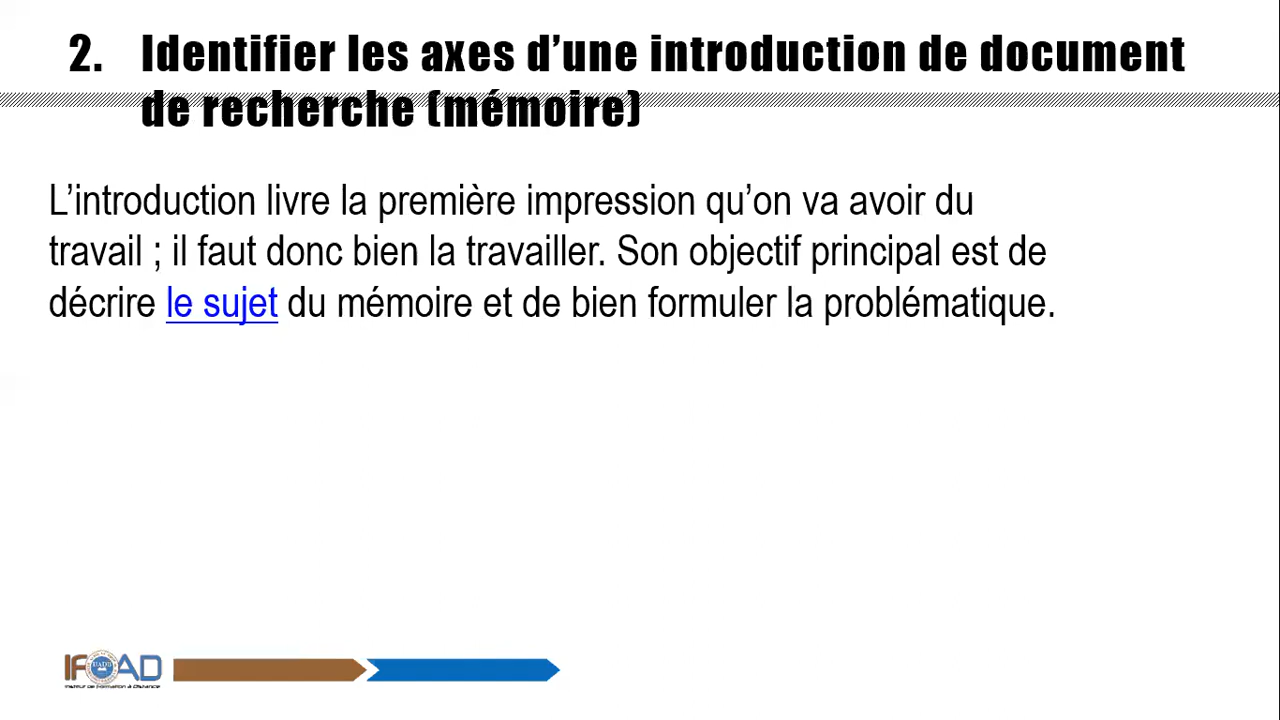 2. Identifier les axes d’une introduction de document
de recherche (mémoire)
L’introduction livre la première impression qu’on va avoir du
travail ; il faut donc bien la travailler. Son objectif principal est de
décrire le sujet du mémoire et de bien formuler la problématique.
IFOAD
Institut de Formation à Distance